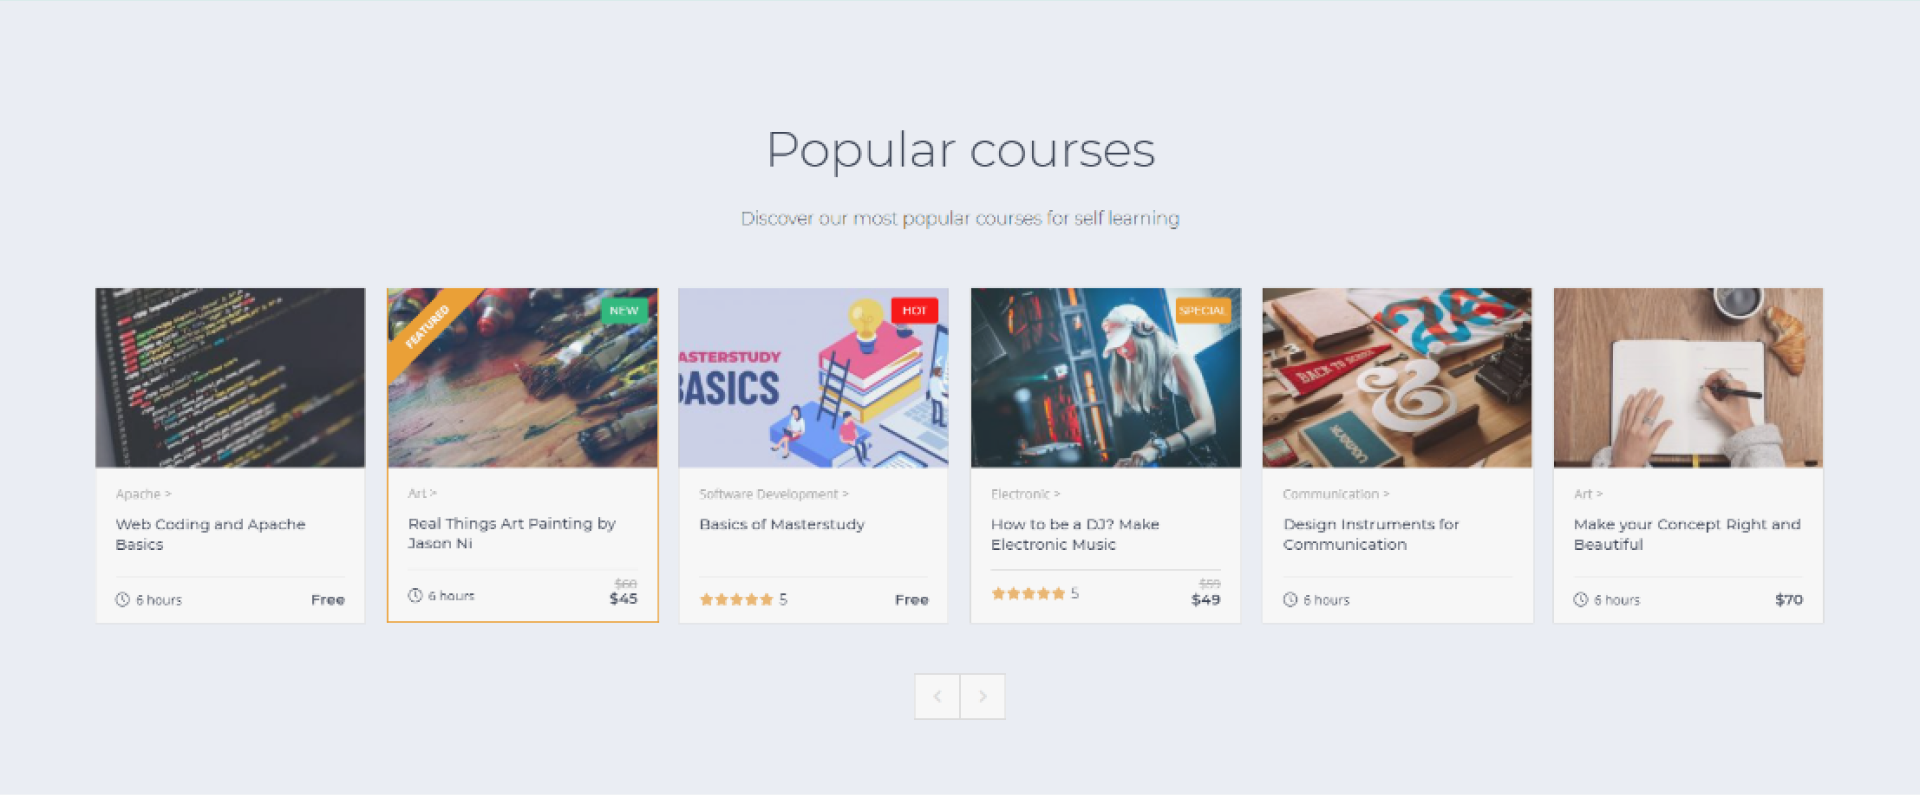 Popular courses
Discover our most popular courses for self learning
Apache >
Web Coding and Apache
Basics
6 hours
Free
FEATURED
NEW
Art >
Real Things Art Painting by
Jason Ni
6 hours
$60
$45
HOT
ASTERSTUDY
BASICS
Software Development >
Basics of Masterstudy
5
Free
SPECIAL
Electronic >
How to be a DJ? Make
Electronic Music
5
$59
$49
BACK TO SCHOOL
&
Communication >
Design Instruments for
Communication
6 hours
Art >
Make your Concept Right and
Beautiful
6 hours
$70